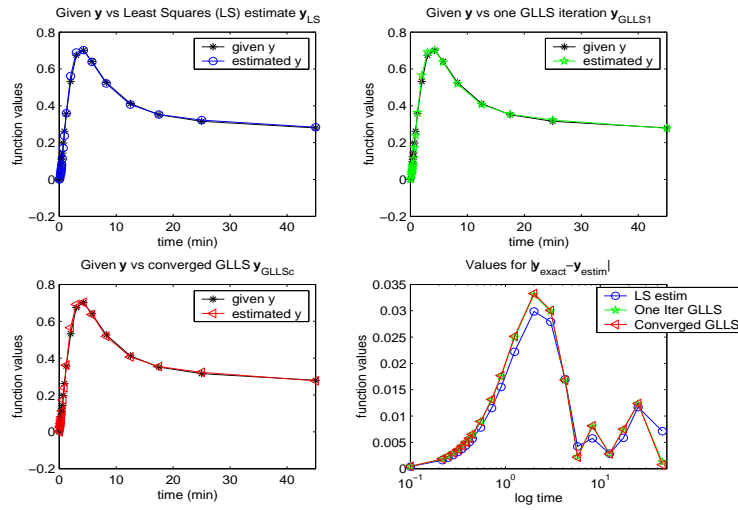 Given y vs Least Squares (LS) estimate y_LS
0.8
0.6
0.4
0.2
0
−0.2
function values
given y
estimated y
0 10 20 30 40
time (min)
Given y vs one GLLS iteration y_GLLS1
0.8
0.6
0.4
0.2
0
−0.2
function values
given y
estimated y
0 10 20 30 40
time (min)
Given y vs converged GLLS y_GLLSc
0.8
0.6
0.4
0.2
0
−0.2
function values
given y
estimated y
0 10 20 30 40
time (min)
Values for |y_exact−y_estim|
0.035
0.03
0.025
0.02
0.015
0.01
0.005
0
function values
LS estim
One Iter GLLS
Converged GLLS
10^−1 10^0 10^1
log time